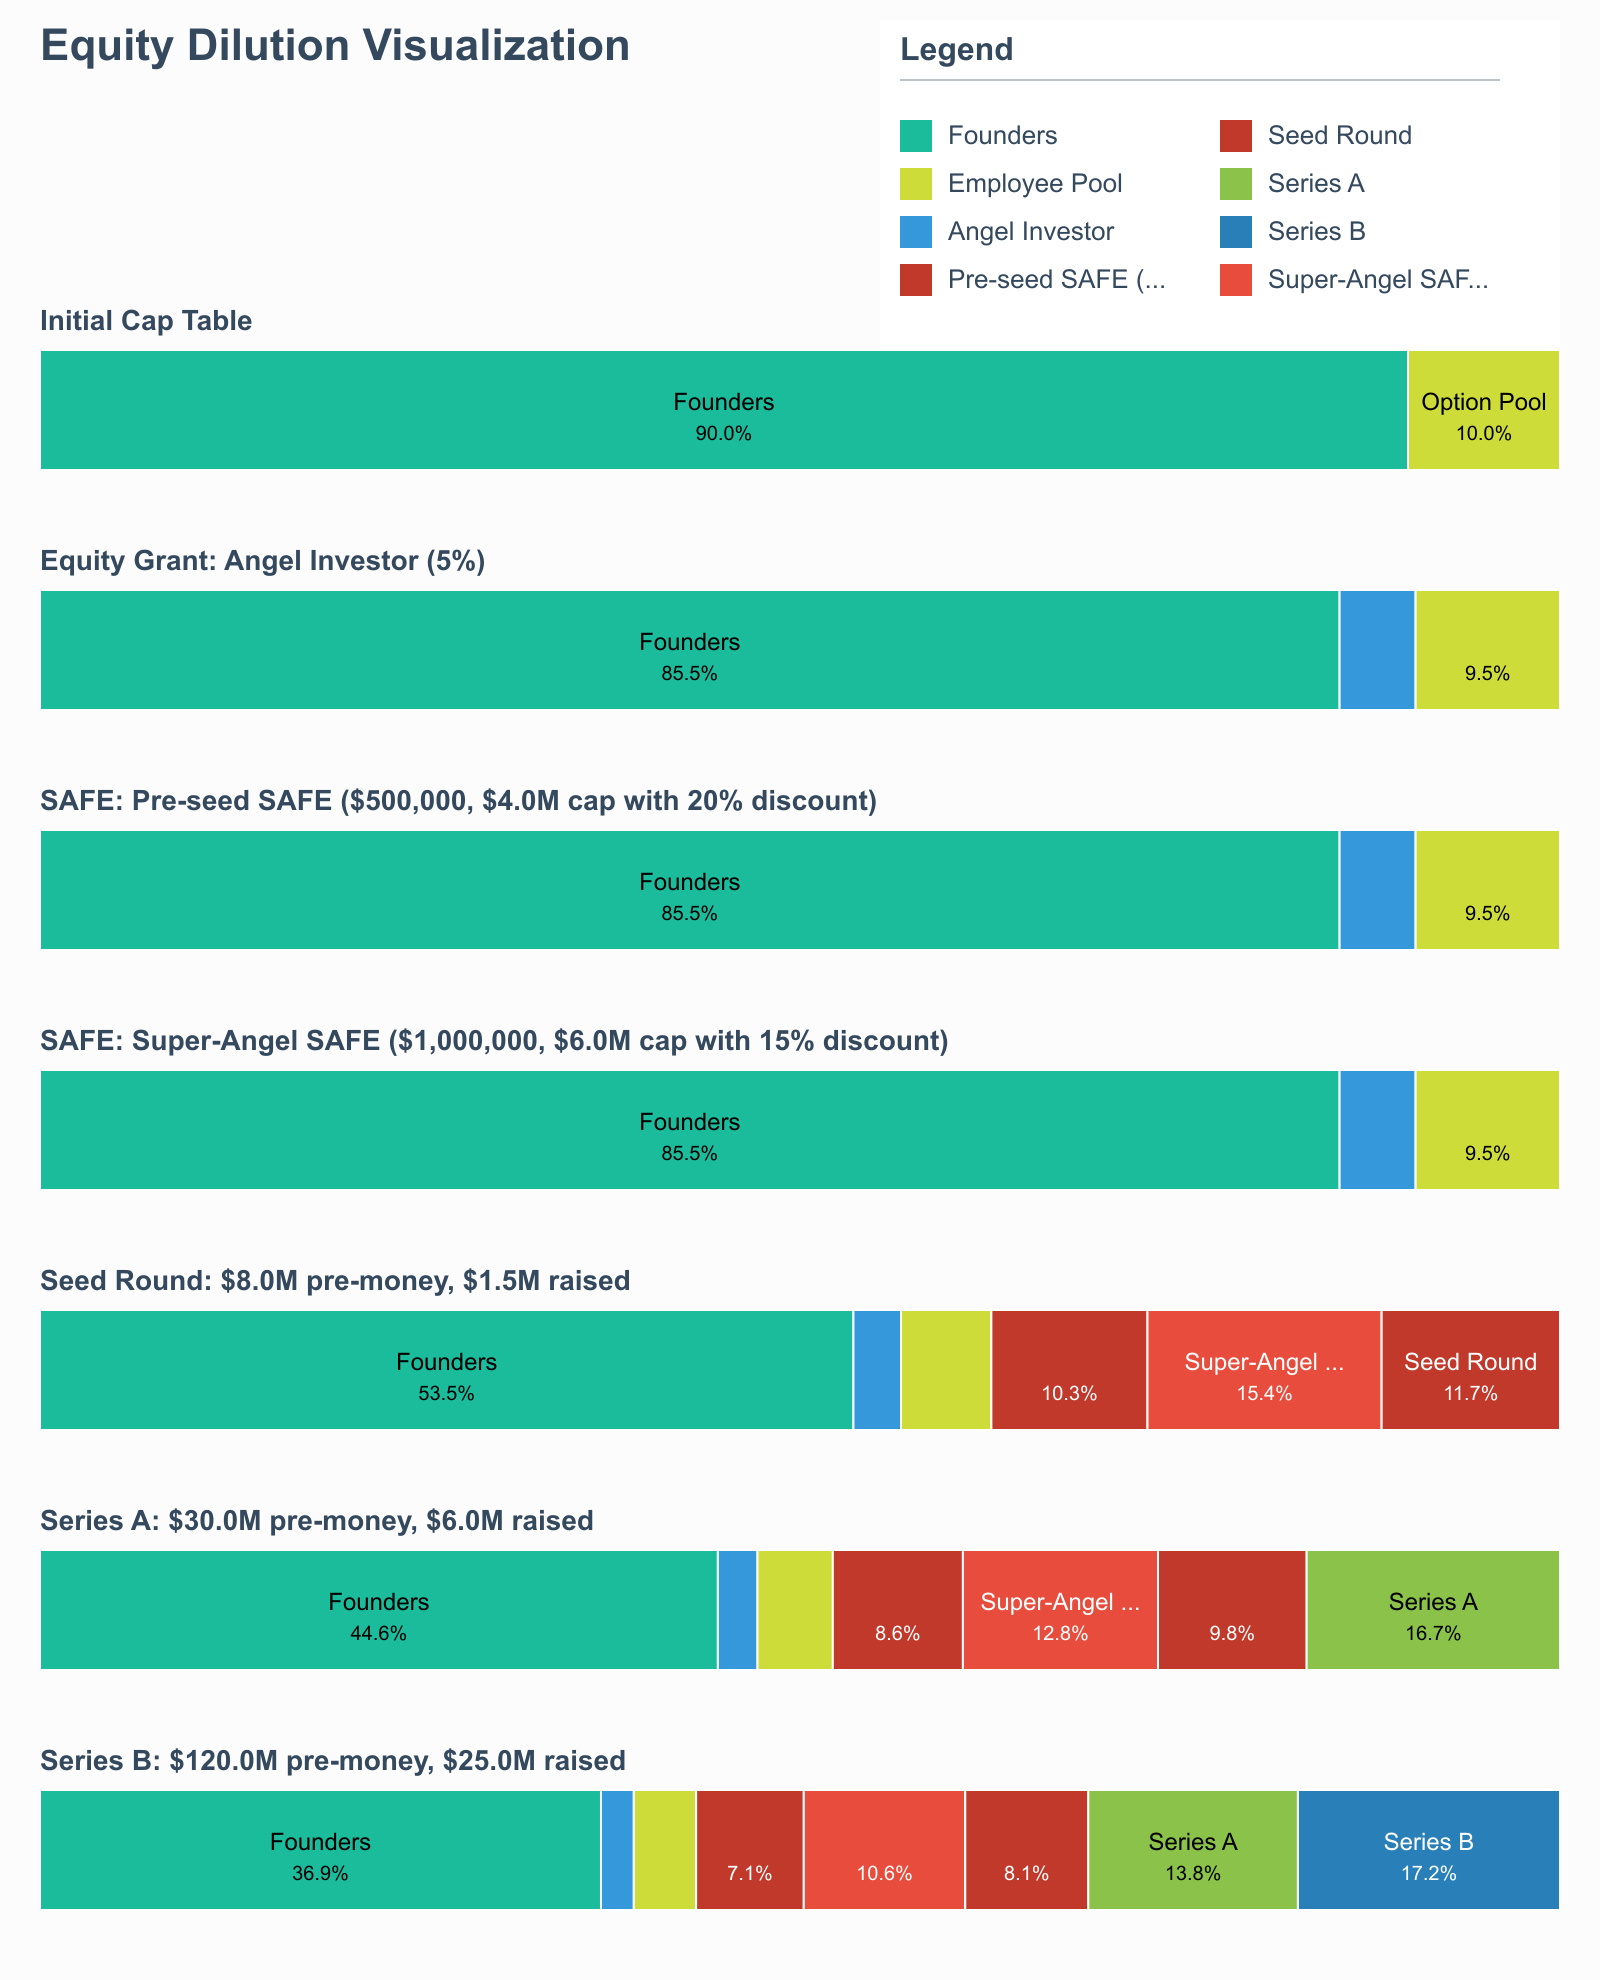 Equity Dilution Visualization
Legend
Founders
Employee Pool
Angel Investor
Pre-seed SAFE (...
Seed Round
Series A
Series B
Super-Angel SAF...
Initial Cap Table
Founders
90.0%
Option Pool
10.0%
Equity Grant: Angel Investor (5%)
Founders
85.5%
9.5%
SAFE: Pre-seed SAFE ($500,000, $4.0M cap with 20% discount)
Founders
85.5%
9.5%
SAFE: Super-Angel SAFE ($1,000,000, $6.0M cap with 15% discount)
Founders
85.5%
9.5%
Seed Round: $8.0M pre-money, $1.5M raised
Founders
53.5%
10.3%
Super-Angel ...
15.4%
Seed Round
11.7%
Series A: $30.0M pre-money, $6.0M raised
Founders
44.6%
8.6%
Super-Angel ...
12.8%
9.8%
Series A
16.7%
Series B: $120.0M pre-money, $25.0M raised
Founders
36.9%
7.1%
10.6%
8.1%
Series A
13.8%
Series B
17.2%